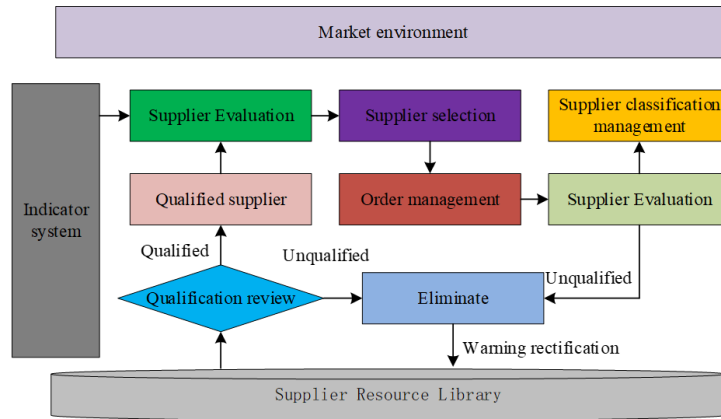 Market environment
Supplier Evaluation
Supplier selection
Supplier classification
management
Indicator
system
Qualified supplier
Order management
Supplier Evaluation
Qualified
Unqualified
Unqualified
Qualification review
Eliminate
Warning rectification
Supplier Resource Library